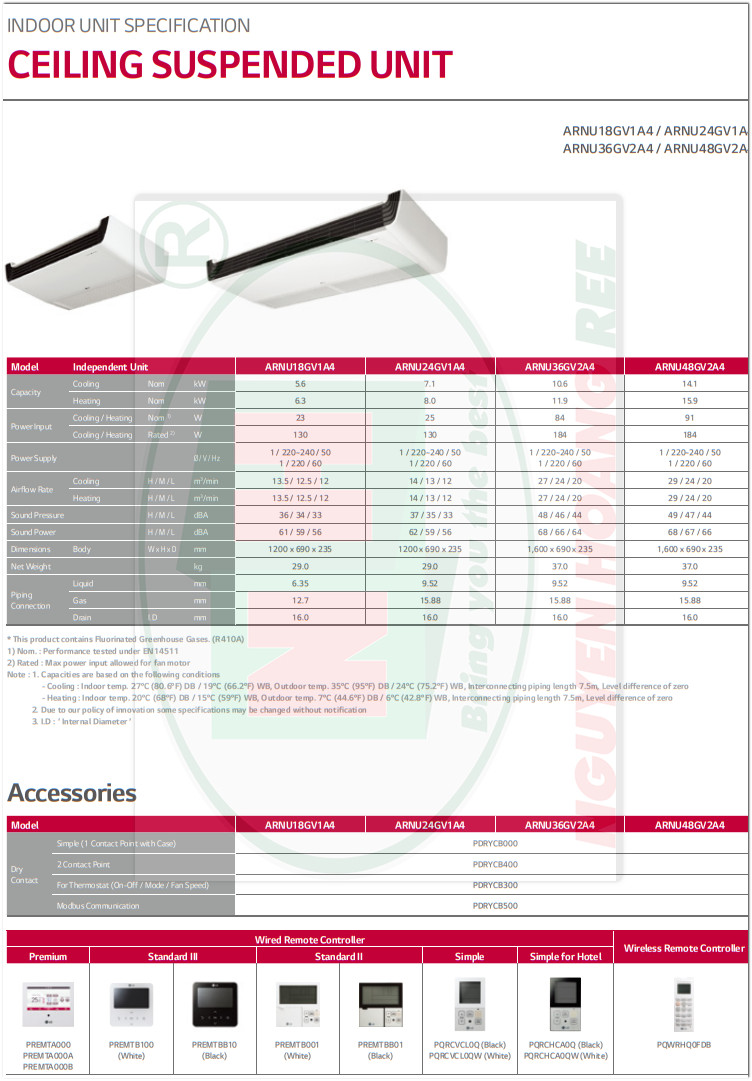 INDOOR UNIT SPECIFICATION
CEILING SUSPENDED UNIT
ARNU18GV1A4 / ARNU24GV1A
ARNU36GV2A4 / ARNU48GV2A
®
NGUYEN HOANG REE
Bring you the best
Model Independent Unit ARNU18GV1A4 ARNU24GV1A4 ARNU36GV2A4 ARNU48GV2A4
Capacity Cooling Nom kW 5.6 7.1 10.6 14.1
Heating Nom kW 6.3 8.0 11.9 15.9
Power Input Cooling / Heating Nom 1) W 23 25 84 91
Cooling / Heating Rated 2) W 130 130 184 184
Power Supply Ø / V / Hz 1 / 220~240 / 50 1 / 220~240 / 50 1 / 220~240 / 50 1 / 220~240 / 50
1 / 220 / 60 1 / 220 / 60 1 / 220 / 60 1 / 220 / 60
Airflow Rate Cooling H / M / L m³/min 13.5 / 12.5 / 12 14 / 13 / 12 27 / 24 / 20 29 / 24 / 20
Heating H / M / L m³/min 13.5 / 12.5 / 12 14 / 13 / 12 27 / 24 / 20 29 / 24 / 20
Sound Pressure H / M / L dBA 36 / 34 / 33 37 / 35 / 33 48 / 46 / 44 49 / 47 / 44
Sound Power H / M / L dBA 61 / 59 / 56 62 / 59 / 56 68 / 66 / 64 68 / 67 / 66
Dimensions Body W x H x D mm 1200 x 690 x 235 1200 x 690 x 235 1,600 x 690 x 235 1,600 x 690 x 235
Net Weight kg 29.0 29.0 37.0 37.0
Piping Connection Liquid mm 6.35 9.52 9.52 9.52
Gas mm 12.7 15.88 15.88 15.88
Drain I.D mm 16.0 16.0 16.0 16.0
* This product contains Fluorinated Greenhouse Gases. (R410A)
1) Nom. : Performance tested under EN14511
2) Rated : Max power input allowed for fan motor
Note : 1. Capacities are based on the following conditions
- Cooling : Indoor temp. 27°C (80.6°F) DB / 19°C (66.2°F) WB, Outdoor temp. 35°C (95°F) DB / 24°C (75.2°F) WB, Interconnecting piping length 7.5m, Level difference of zero
- Heating : Indoor temp. 20°C (68°F) DB / 15°C (59°F) WB, Outdoor temp. 7°C (44.6°F) DB / 6°C (42.8°F) WB, Interconnecting piping length 7.5m, Level difference of zero
2. Due to our policy of innovation some specifications may be changed without notification
3. I.D : ' Internal Diameter '
Accessories
Model ARNU18GV1A4 ARNU24GV1A4 ARNU36GV2A4 ARNU48GV2A4
Dry Contact Simple (1 Contact Point with Case) PDRYCB000
2 Contact Point PDRYCB400
For Thermostat (On-Off / Mode / Fan Speed) PDRYCB300
Modbus Communication PDRYCB500
Wired Remote Controller Wireless Remote Controller
Premium Standard III Standard II Simple Simple for Hotel
PREMTA000 PREMTB100 PREMTBB10 PREMTB001 PREMTBB01 PQRCVCL0Q (Black) PQRCHCA0Q (Black) PQWRHQ0FDB
PREMTA000A (White) (Black) (White) (Black) PQRCVCL0QW (White) PQRCHCA0QW (White)
PREMTA000B